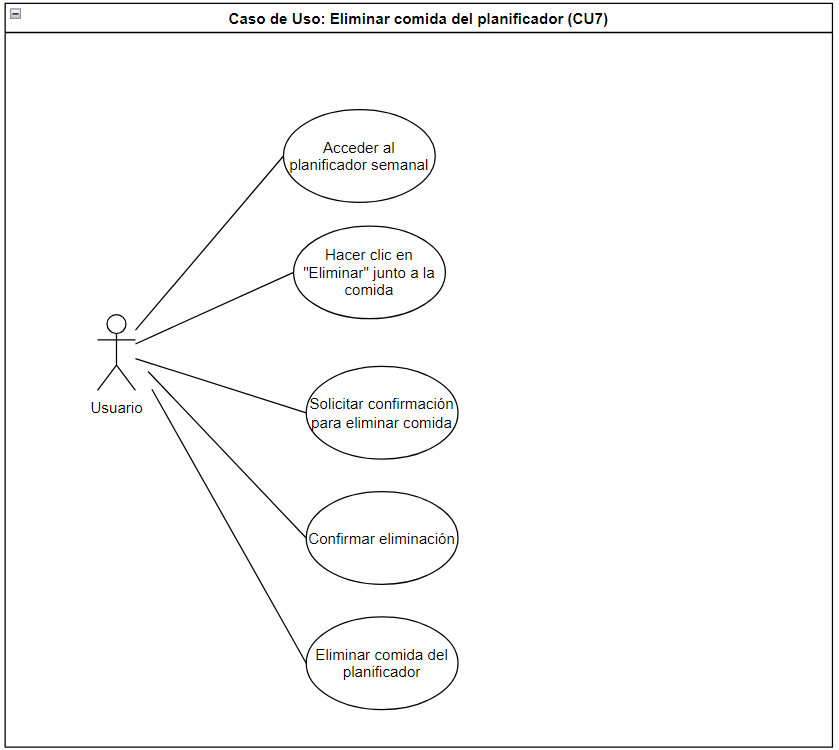 Caso de Uso: Eliminar comida del planificador (CU7)
Acceder al
planificador semanal
Hacer clic en
"Eliminar" junto a la
comida
Usuario
Solicitar confirmación
para eliminar comida
Confirmar eliminación
Eliminar comida del
planificador